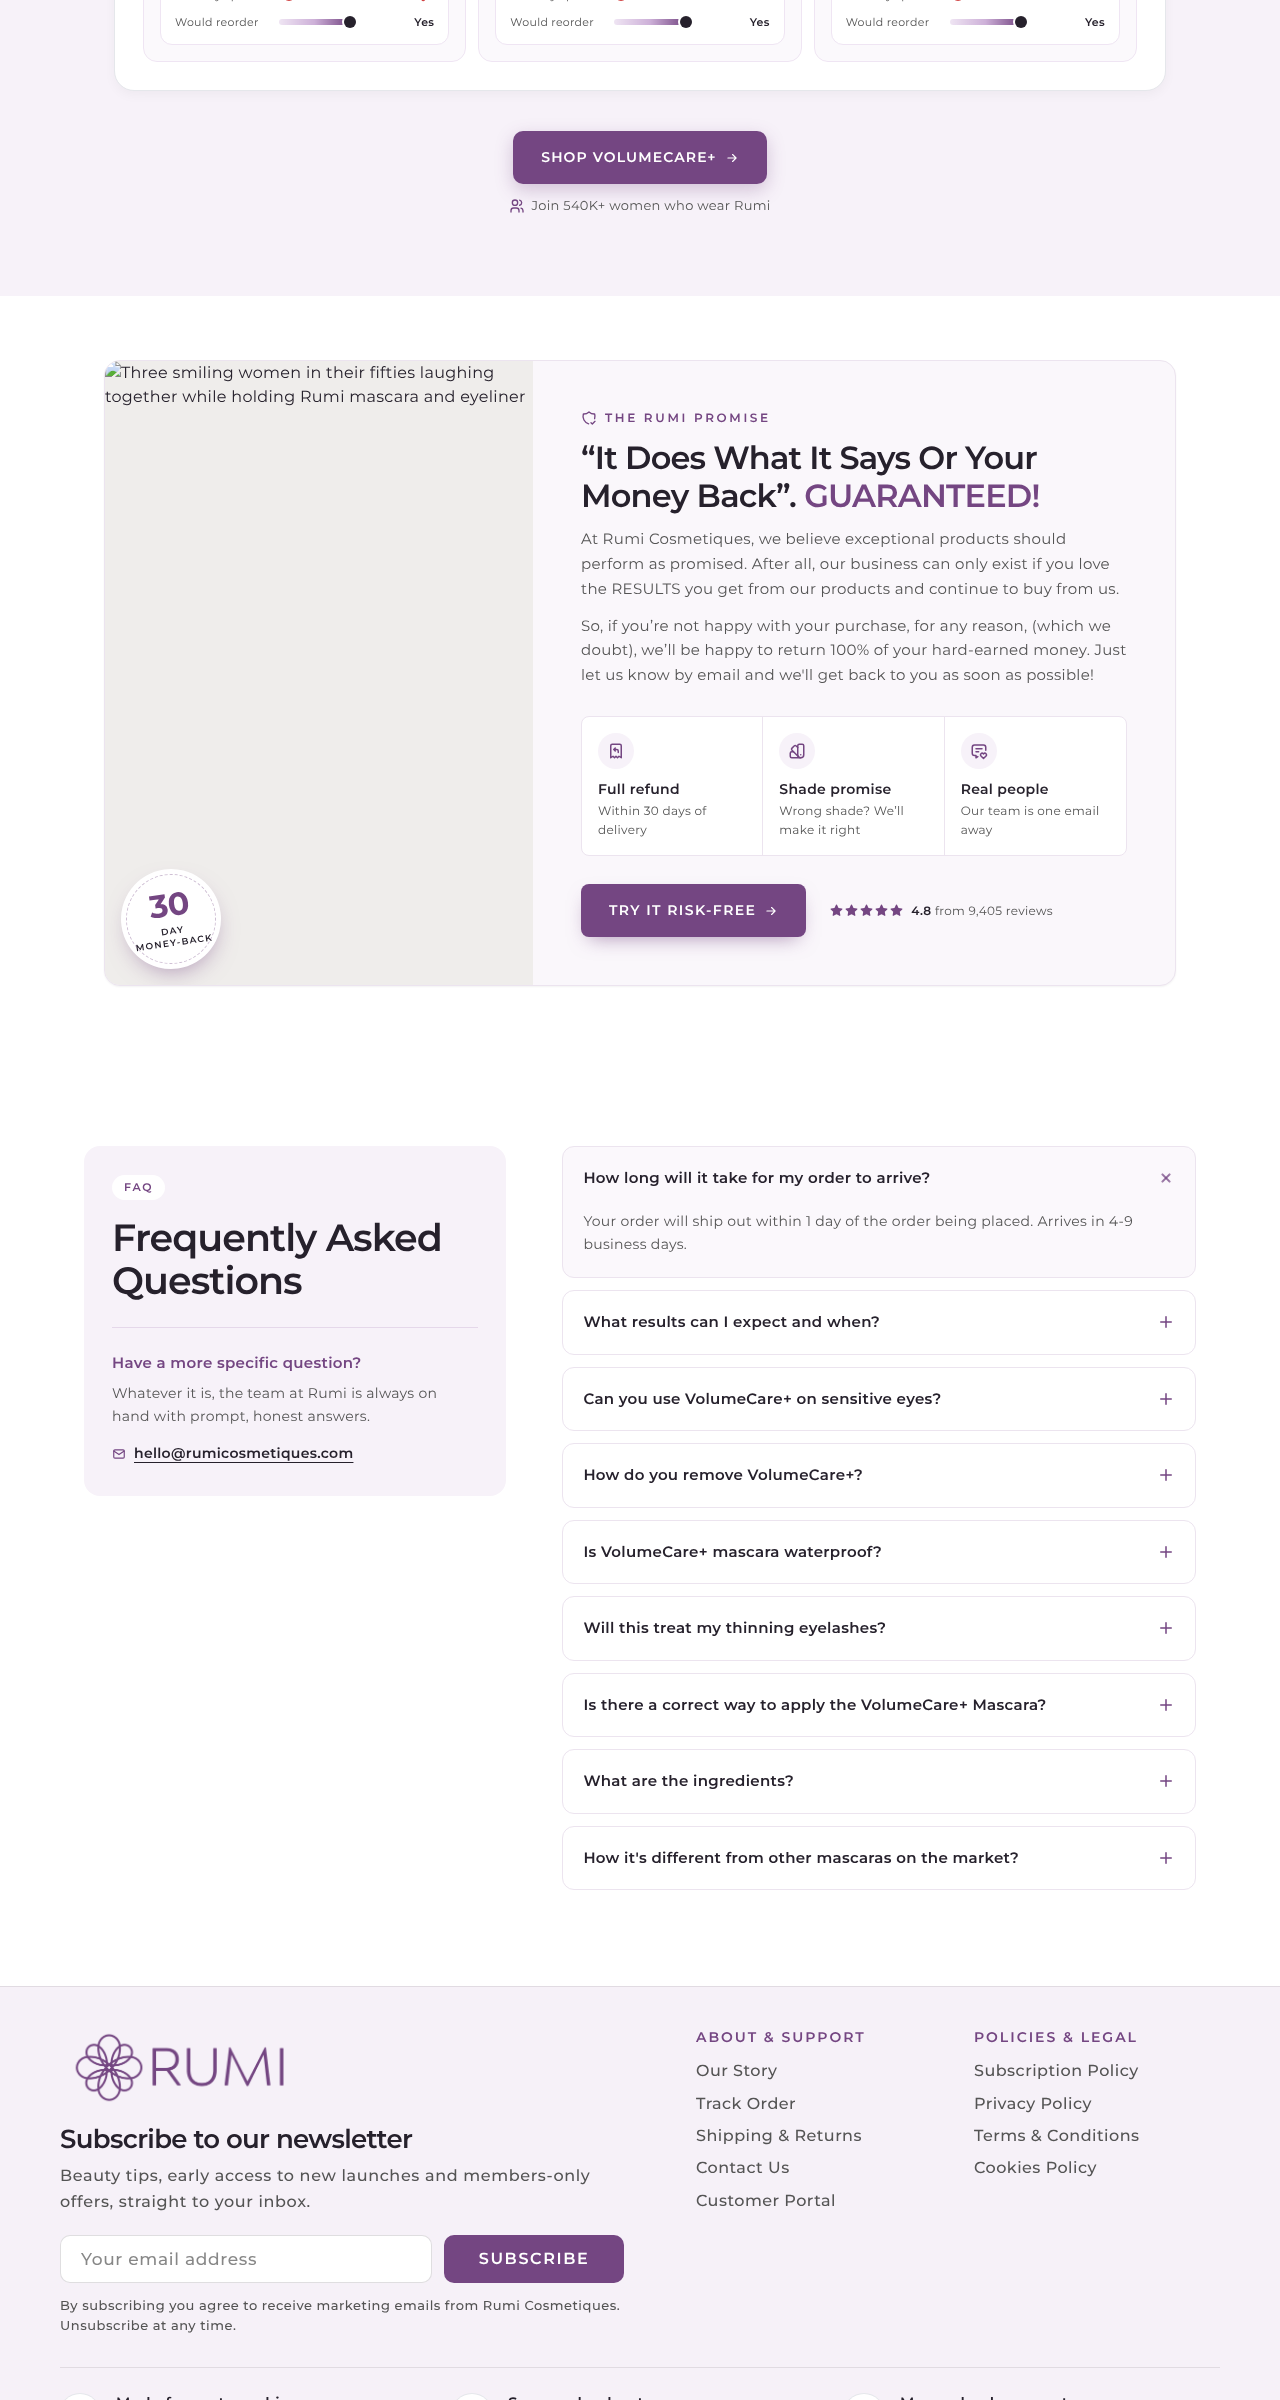 Would reorder Yes
Would reorder Yes
Would reorder Yes
SHOP VOLUMECARE+ →
Join 540K+ women who wear Rumi
Three smiling women in their fifties laughing
together while holding Rumi mascara and eyeliner
30
DAY
MONEY-BACK
THE RUMI PROMISE
“It Does What It Says Or Your
Money Back”. GUARANTEED!
At Rumi Cosmetiques, we believe exceptional products should
perform as promised. After all, our business can only exist if you love
the RESULTS you get from our products and continue to buy from us.
So, if you’re not happy with your purchase, for any reason, (which we
doubt), we’ll be happy to return 100% of your hard-earned money. Just
let us know by email and we'll get back to you as soon as possible!
Full refund
Within 30 days of
delivery
Shade promise
Wrong shade? We’ll
make it right
Real people
Our team is one email
away
TRY IT RISK-FREE →
4.8 from 9,405 reviews
FAQ
Frequently Asked
Questions
Have a more specific question?
Whatever it is, the team at Rumi is always on
hand with prompt, honest answers.
hello@rumicosmetiques.com
How long will it take for my order to arrive?
Your order will ship out within 1 day of the order being placed. Arrives in 4-9
business days.
What results can I expect and when?
Can you use VolumeCare+ on sensitive eyes?
How do you remove VolumeCare+?
Is VolumeCare+ mascara waterproof?
Will this treat my thinning eyelashes?
Is there a correct way to apply the VolumeCare+ Mascara?
What are the ingredients?
How it's different from other mascaras on the market?
RUMI
Subscribe to our newsletter
Beauty tips, early access to new launches and members-only
offers, straight to your inbox.
Your email address
SUBSCRIBE
By subscribing you agree to receive marketing emails from Rumi Cosmetiques.
Unsubscribe at any time.
ABOUT & SUPPORT
Our Story
Track Order
Shipping & Returns
Contact Us
Customer Portal
POLICIES & LEGAL
Subscription Policy
Privacy Policy
Terms & Conditions
Cookies Policy